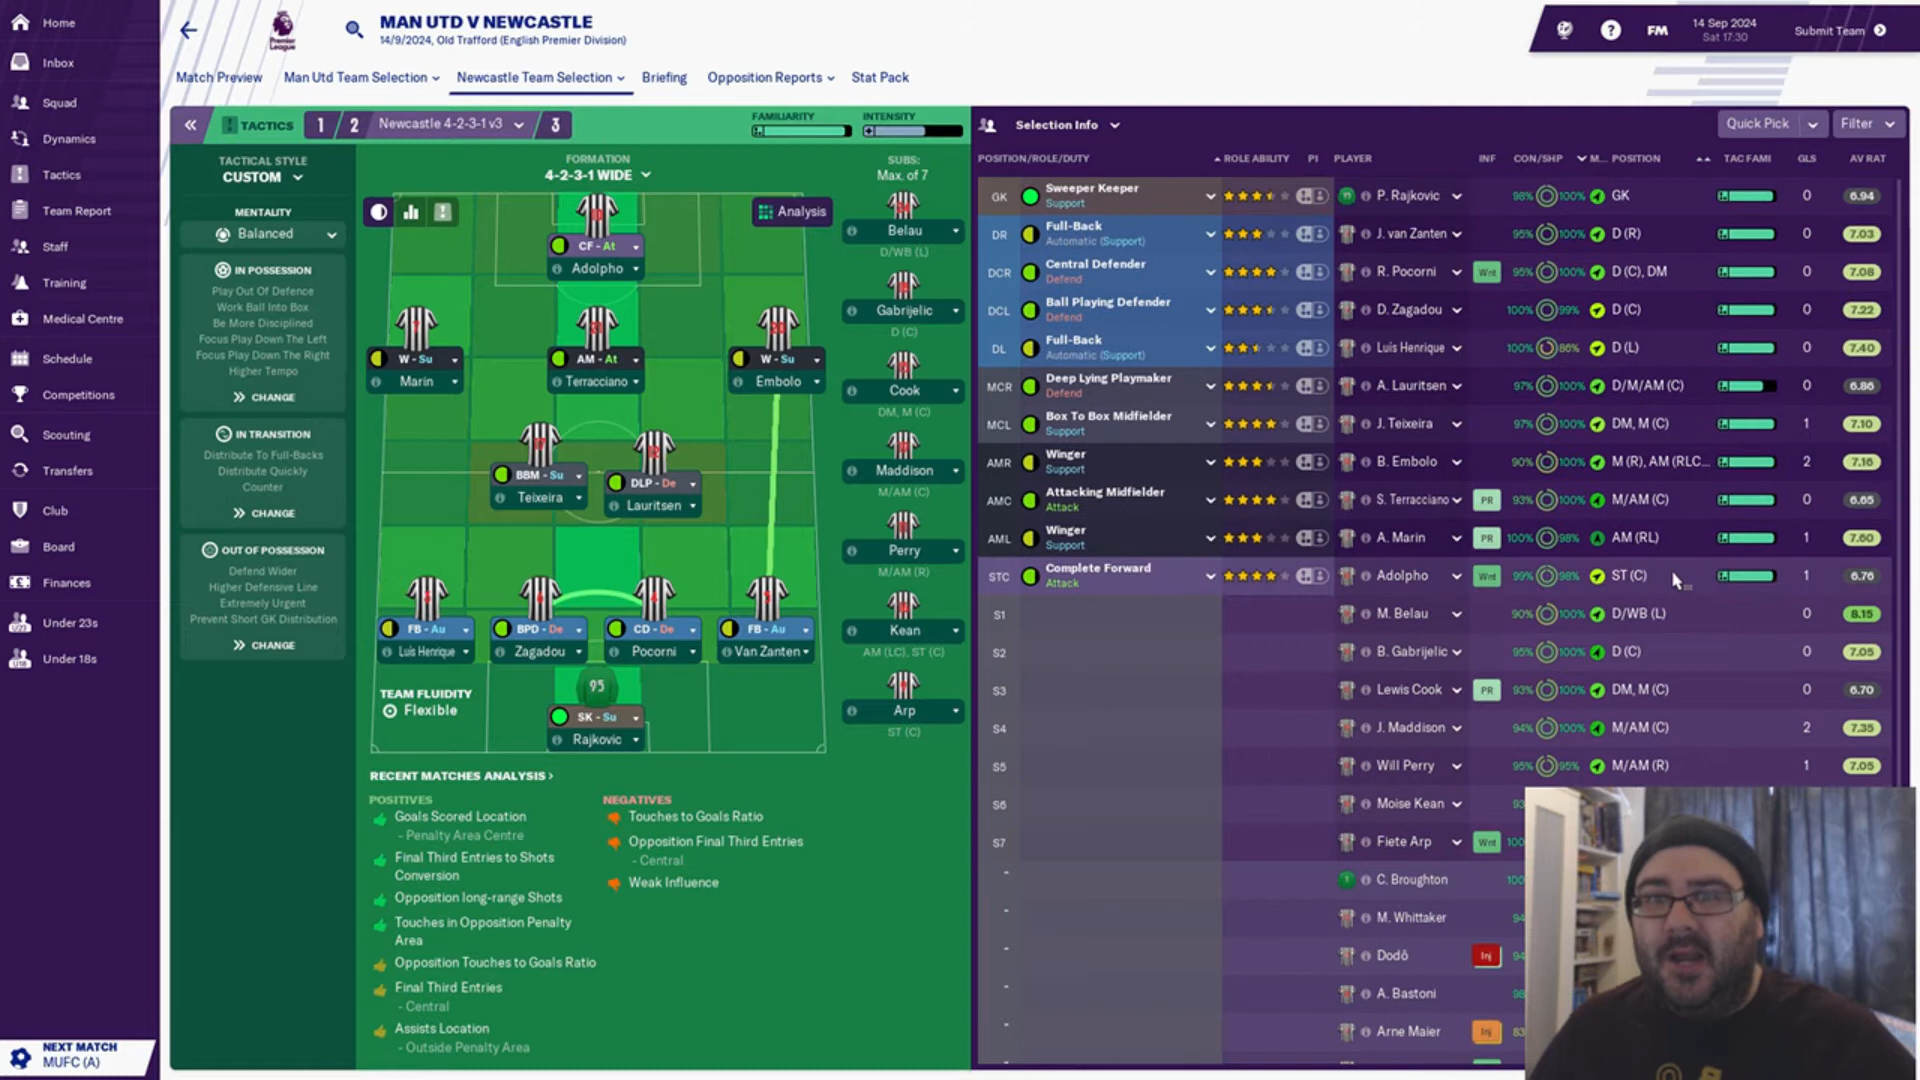 Home
Inbox
Squad
Dynamics
Tactics
Team Report
Staff
Training
Medical Centre
Schedule
Competitions
Scouting
Transfers
Club
Board
Finances
Under 23s
Under 18s
NEXT MATCH
MUFC (A)
Premier League
MAN UTD V NEWCASTLE
14/9/2024, Old Trafford (English Premier Division)
FM
14 Sep 2024
Sat 17:30
Submit Team
Match Preview
Man Utd Team Selection
Newcastle Team Selection
Briefing
Opposition Reports
Stat Pack
TACTICS
1
2
Newcastle 4-2-3-1 v3
3
FAMILIARITY
INTENSITY
TACTICAL STYLE
CUSTOM
MENTALITY
Balanced
IN POSSESSION
Play Out Of Defence
Work Ball Into Box
Be More Disciplined
Focus Play Down The Left
Focus Play Down The Right
Higher Tempo
CHANGE
IN TRANSITION
Distribute To Full-Backs
Distribute Quickly
Counter
CHANGE
OUT OF POSSESSION
Defend Wider
Higher Defensive Line
Extremely Urgent
Prevent Short GK Distribution
CHANGE
FORMATION
4-2-3-1 WIDE
Analysis
CF - At
Adolpho
W - Su
Marin
AM - At
Terracciano
W - Su
Embolo
BBM - Su
Teixeira
DLP - De
Lauritsen
FB - Au
Luís Henrique
BPD - De
Zagadou
CD - De
Pocorni
FB - Au
Van Zanten
95
SK - Su
Rajkovic
TEAM FLUIDITY
Flexible
SUBS:
Max. of 7
Belau
D/WB (L)
Gabrijelic
D (C)
Cook
DM, M (C)
Maddison
M/AM (C)
Perry
M/AM (R)
Kean
AM (LC), ST (C)
Arp
ST (C)
RECENT MATCHES ANALYSIS
POSITIVES
Goals Scored Location
- Penalty Area Centre
Final Third Entries to Shots
Conversion
Opposition long-range Shots
Touches in Opposition Penalty
Area
Opposition Touches to Goals Ratio
Final Third Entries
- Central
Assists Location
- Outside Penalty Area
NEGATIVES
Touches to Goals Ratio
Opposition Final Third Entries
- Central
Weak Influence
Selection Info
Quick Pick
Filter
POSITION/ROLE/DUTY ROLE ABILITY PI PLAYER INF CON/SHP M... POSITION TAC FAMI GLS AV RAT
GK Sweeper Keeper Support P. Rajkovic 98% 100% GK 0 6.94
DR Full-Back Automatic (Support) J. van Zanten 95% 100% D (R) 0 7.03
DCR Central Defender Defend R. Pocorni Wnt 95% 100% D (C), DM 0 7.08
DCL Ball Playing Defender Defend D. Zagadou 100% 99% D (C) 0 7.22
DL Full-Back Automatic (Support) Luís Henrique 100% 86% D (L) 0 7.40
MCR Deep Lying Playmaker Defend A. Lauritsen 97% 100% D/M/AM (C) 0 6.86
MCL Box To Box Midfielder Support J. Teixeira 97% 100% DM, M (C) 1 7.10
AMR Winger Support B. Embolo 90% 100% M (R), AM (RLC... 2 7.16
AMC Attacking Midfielder Attack S. Terracciano PR 93% 100% M/AM (C) 0 6.65
AML Winger Support A. Marin PR 100% 98% AM (RL) 1 7.60
STC Complete Forward Attack Adolpho Wnt 99% 98% ST (C) 1 6.76
S1 M. Belau 90% 100% D/WB (L) 0 8.15
S2 B. Gabrijelic 95% 100% D (C) 0 7.05
S3 Lewis Cook PR 93% 100% DM, M (C) 0 6.70
S4 J. Maddison 94% 100% M/AM (C) 2 7.35
S5 Will Perry 95% 95% M/AM (R) 1 7.05
S6 Moise Kean 93
S7 Fiete Arp Wnt 100
- C. Broughton 100
- M. Whittaker 94
- Dodô Inj 94
- A. Bastoni 98
- Arne Maier Inj 83